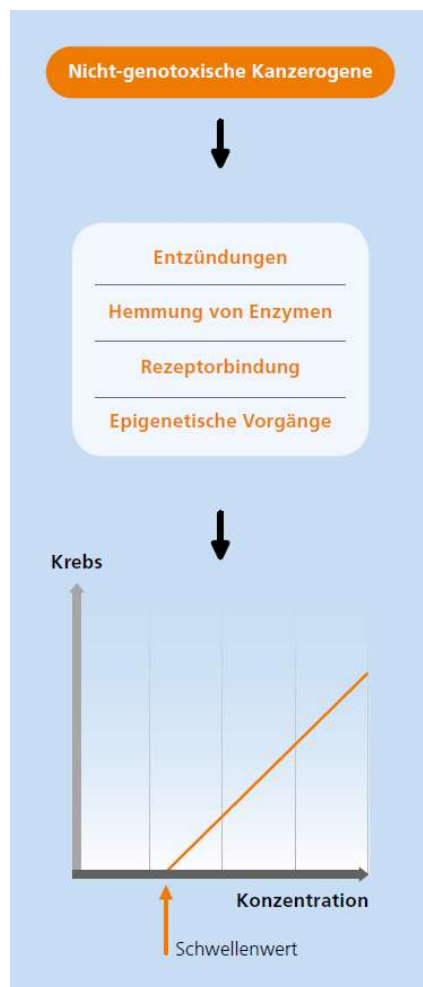 Nicht-genotoxische Kanzerogene
Entzündungen
Hemmung von Enzymen
Rezeptorbindung
Epigenetische Vorgänge
Krebs
Konzentration
Schwellenwert